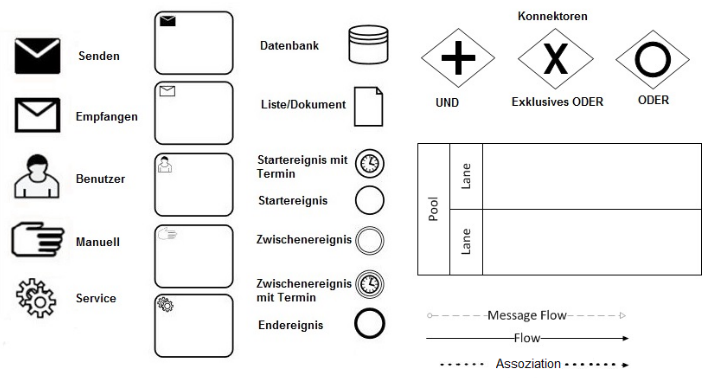 Senden
Empfangen
Benutzer
Manuell
Service
Datenbank
Liste/Dokument
Startereignis mit
Termin
Startereignis
Zwischenereignis
Zwischenereignis
mit Termin
Endereignis
Konnektoren
UND
Exklusives ODER
ODER
Pool
Lane
Lane
Message Flow
Flow
Assoziation